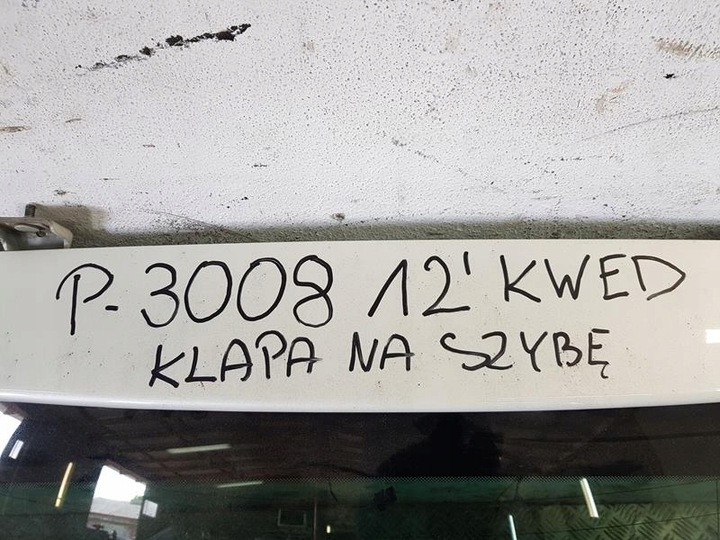 P-3008 12' KWED
KLAPA NA SZYBĘ